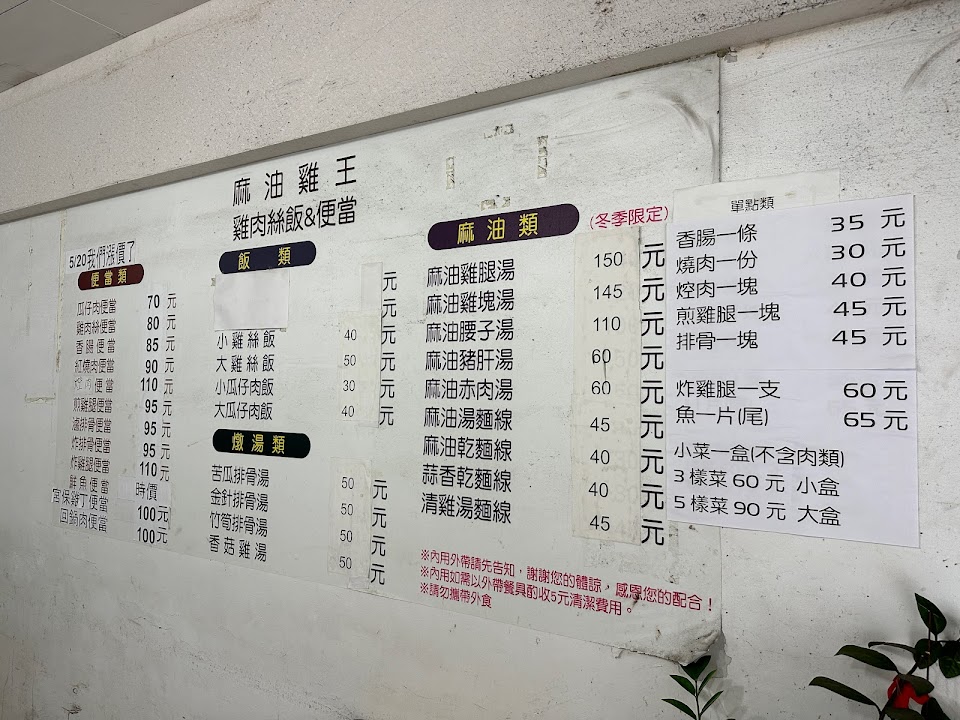 麻油雞王
雞肉絲飯&便當
5/20我們漲價了
便當類
瓜仔肉便當 70 元
雞肉絲便當 80 元
香腸便當 85 元
紅燒肉便當 90 元
肉便當 110 元
煎雞腿便當 95 元
滷排骨便當 95 元
炸排骨便當 95 元
炸雞腿便當 110 元
鮮魚便當 時價
宮保雞丁便當 100元
回鍋肉便當 100元
飯類
元
元
小雞絲飯 40 元
大雞絲飯 50 元
小瓜仔肉飯 30 元
大瓜仔肉飯 40 元
燉湯類
苦瓜排骨湯 50 元
金針排骨湯 50 元
竹筍排骨湯 50 元
香菇雞湯 50 元
麻油類 (冬季限定)
麻油雞腿湯 150 元
麻油雞塊湯 145 元
麻油腰子湯 110 元
麻油豬肝湯 60 元
麻油赤肉湯 60 元
麻油湯麵線 45 元
麻油乾麵線 40 元
蒜香乾麵線 40 元
清雞湯麵線 45 元
※內用外帶請先告知，謝謝您的體諒，感恩您的配合！
※內用如需以外帶餐具酌收5元清潔費用。
※請勿攜帶外食
單點類
香腸一條 35 元
燒肉一份 30 元
焢肉一塊 40 元
煎雞腿一塊 45 元
排骨一塊 45 元
炸雞腿一支 60 元
魚一片(尾) 65 元
小菜一盒(不含肉類)
3樣菜60元 小盒
5樣菜90元 大盒